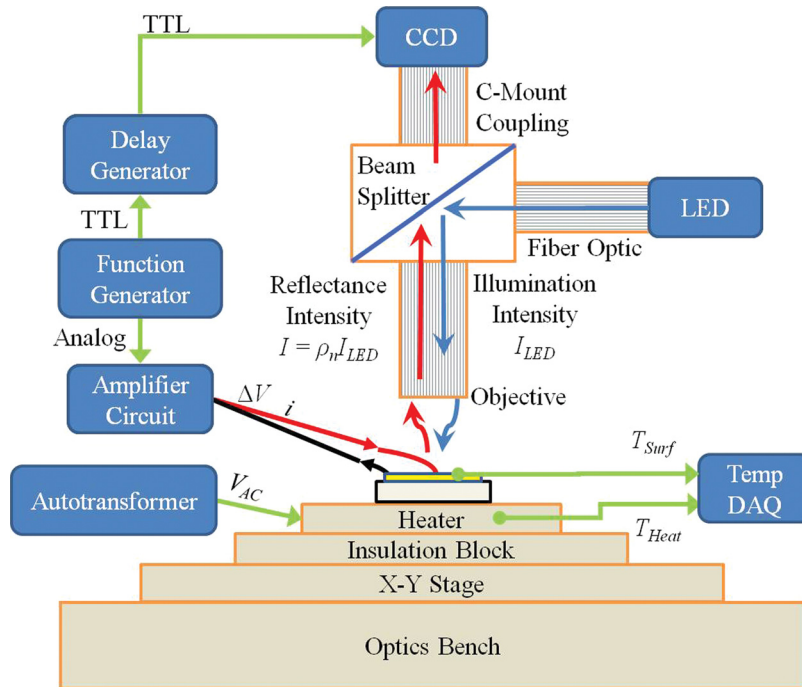 TTL
CCD
C-Mount
Coupling
Delay
Generator
Beam
Splitter
LED
TTL
Fiber Optic
Function
Generator
Reflectance
Intensity
I = ρnILED
Illumination
Intensity
ILED
Analog
Amplifier
Circuit
ΔV
i
Objective
TSurf
Autotransformer
VAC
Temp
DAQ
Heater
THeat
Insulation Block
X-Y Stage
Optics Bench